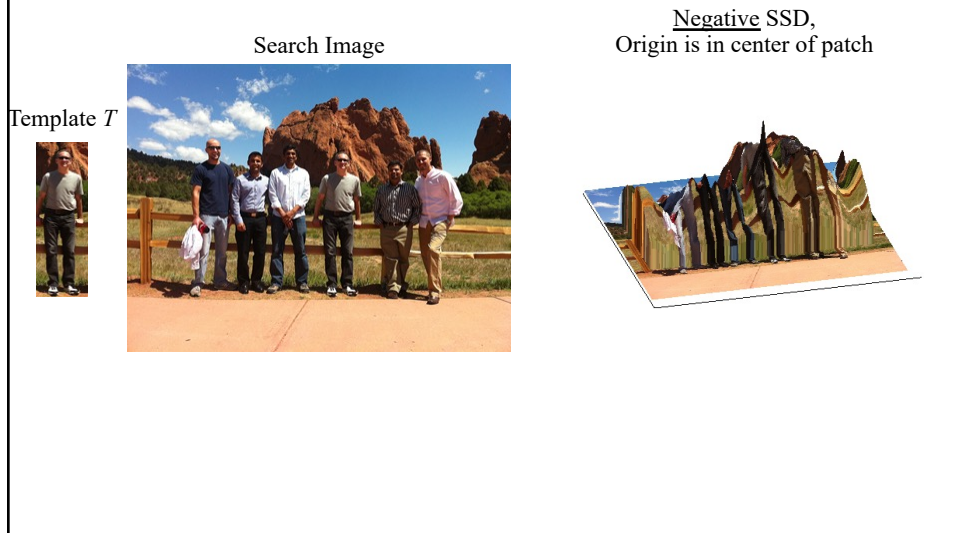 Negative SSD,
Origin is in center of patch
Search Image
Template T